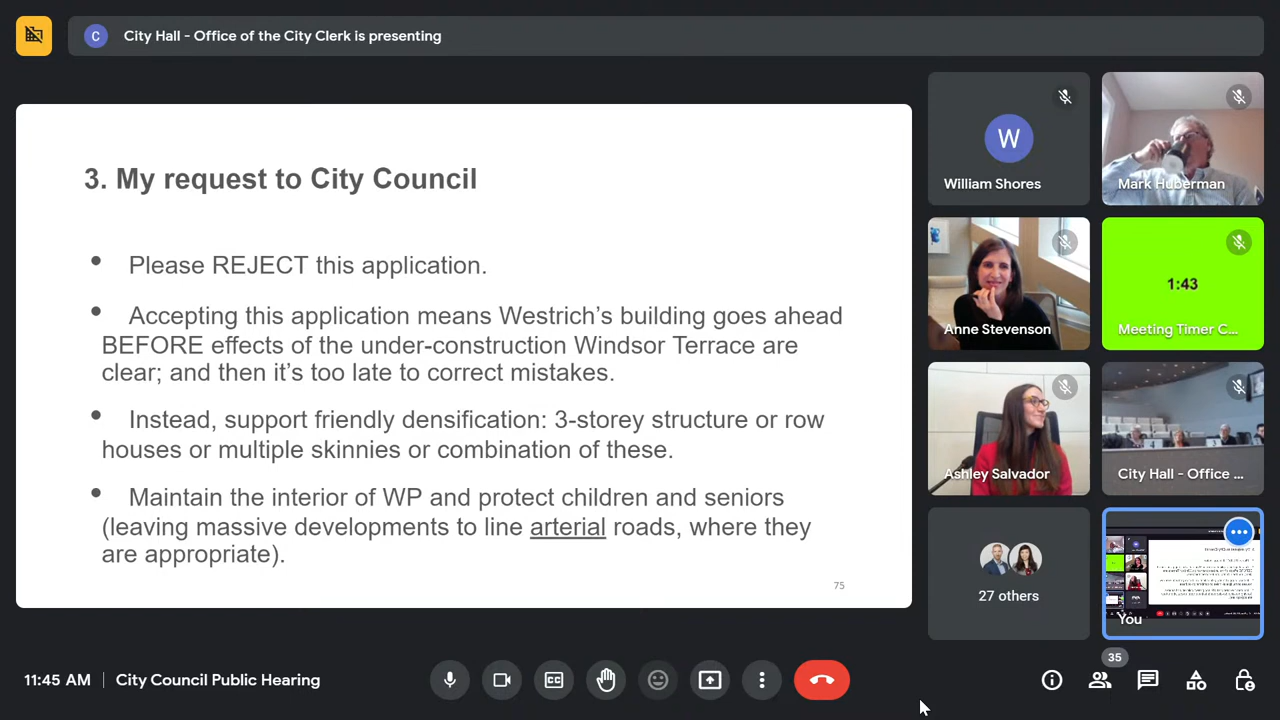 C
City Hall - Office of the City Clerk is presenting
3. My request to City Council
• Please REJECT this application.
• Accepting this application means Westrich's building goes ahead
BEFORE effects of the under-construction Windsor Terrace are
clear; and then it's too late to correct mistakes.
• Instead, support friendly densification: 3-storey structure or row
houses or multiple skinnies or combination of these.
• Maintain the interior of WP and protect children and seniors
(leaving massive developments to line arterial roads, where they
are appropriate).
75
W
William Shores
Mark Huberman
Anne Stevenson
1:43
Meeting Timer C...
Ashley Salvador
City Hall - Office ...
27 others
You
11:45 AM
City Council Public Hearing
CC
35